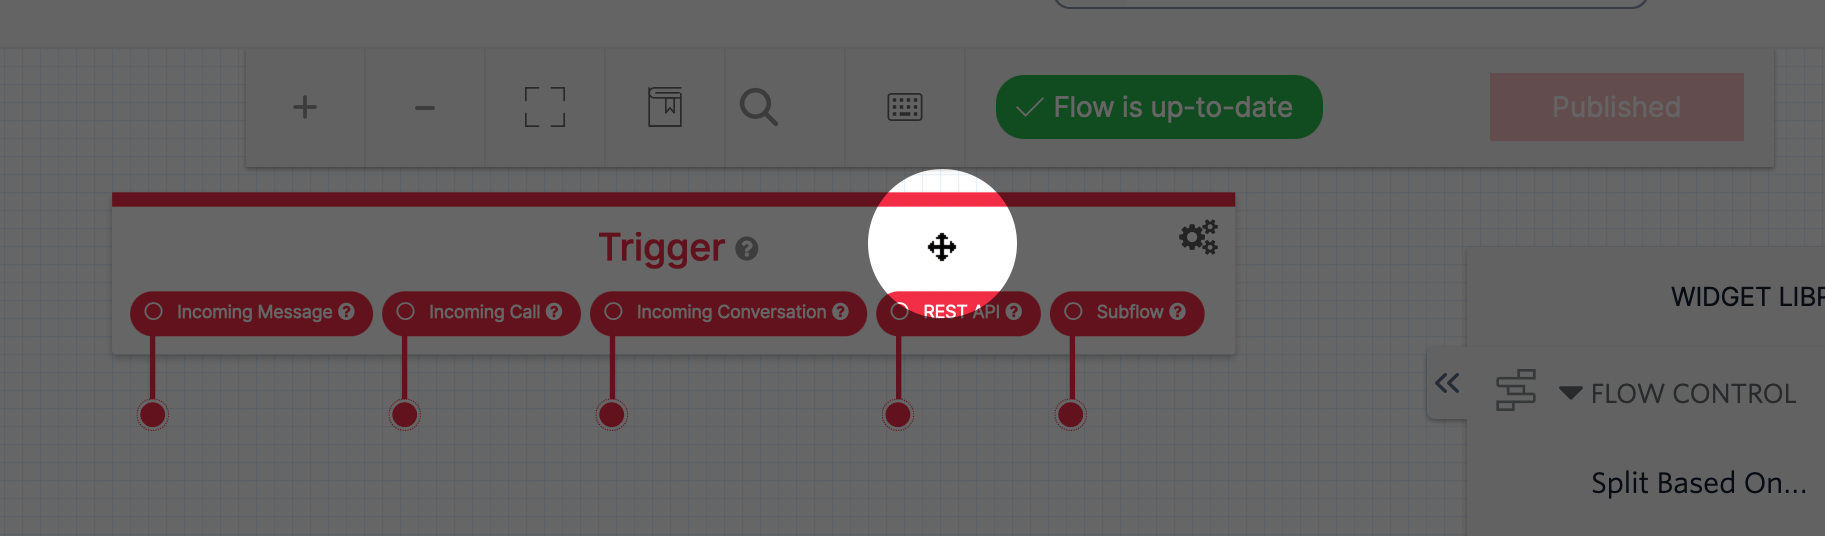 Flow is up-to-date
Published
Trigger
Incoming Message
Incoming Call
Incoming Conversation
REST API
Subflow
WIDGET LIBR
FLOW CONTROL
Split Based On...